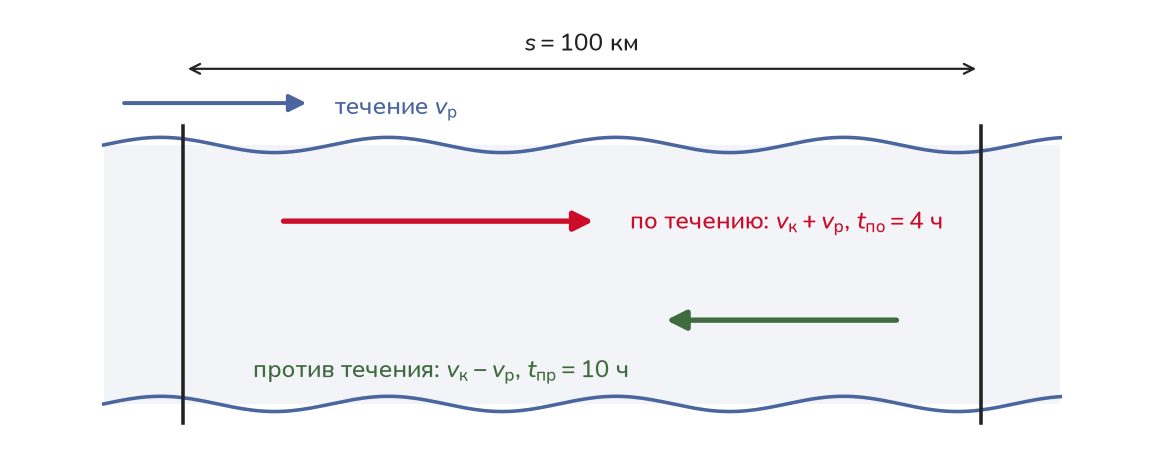 s = 100 км
течение vр
по течению: vк + vр, tпо = 4 ч
против течения: vк − vр, tпр = 10 ч